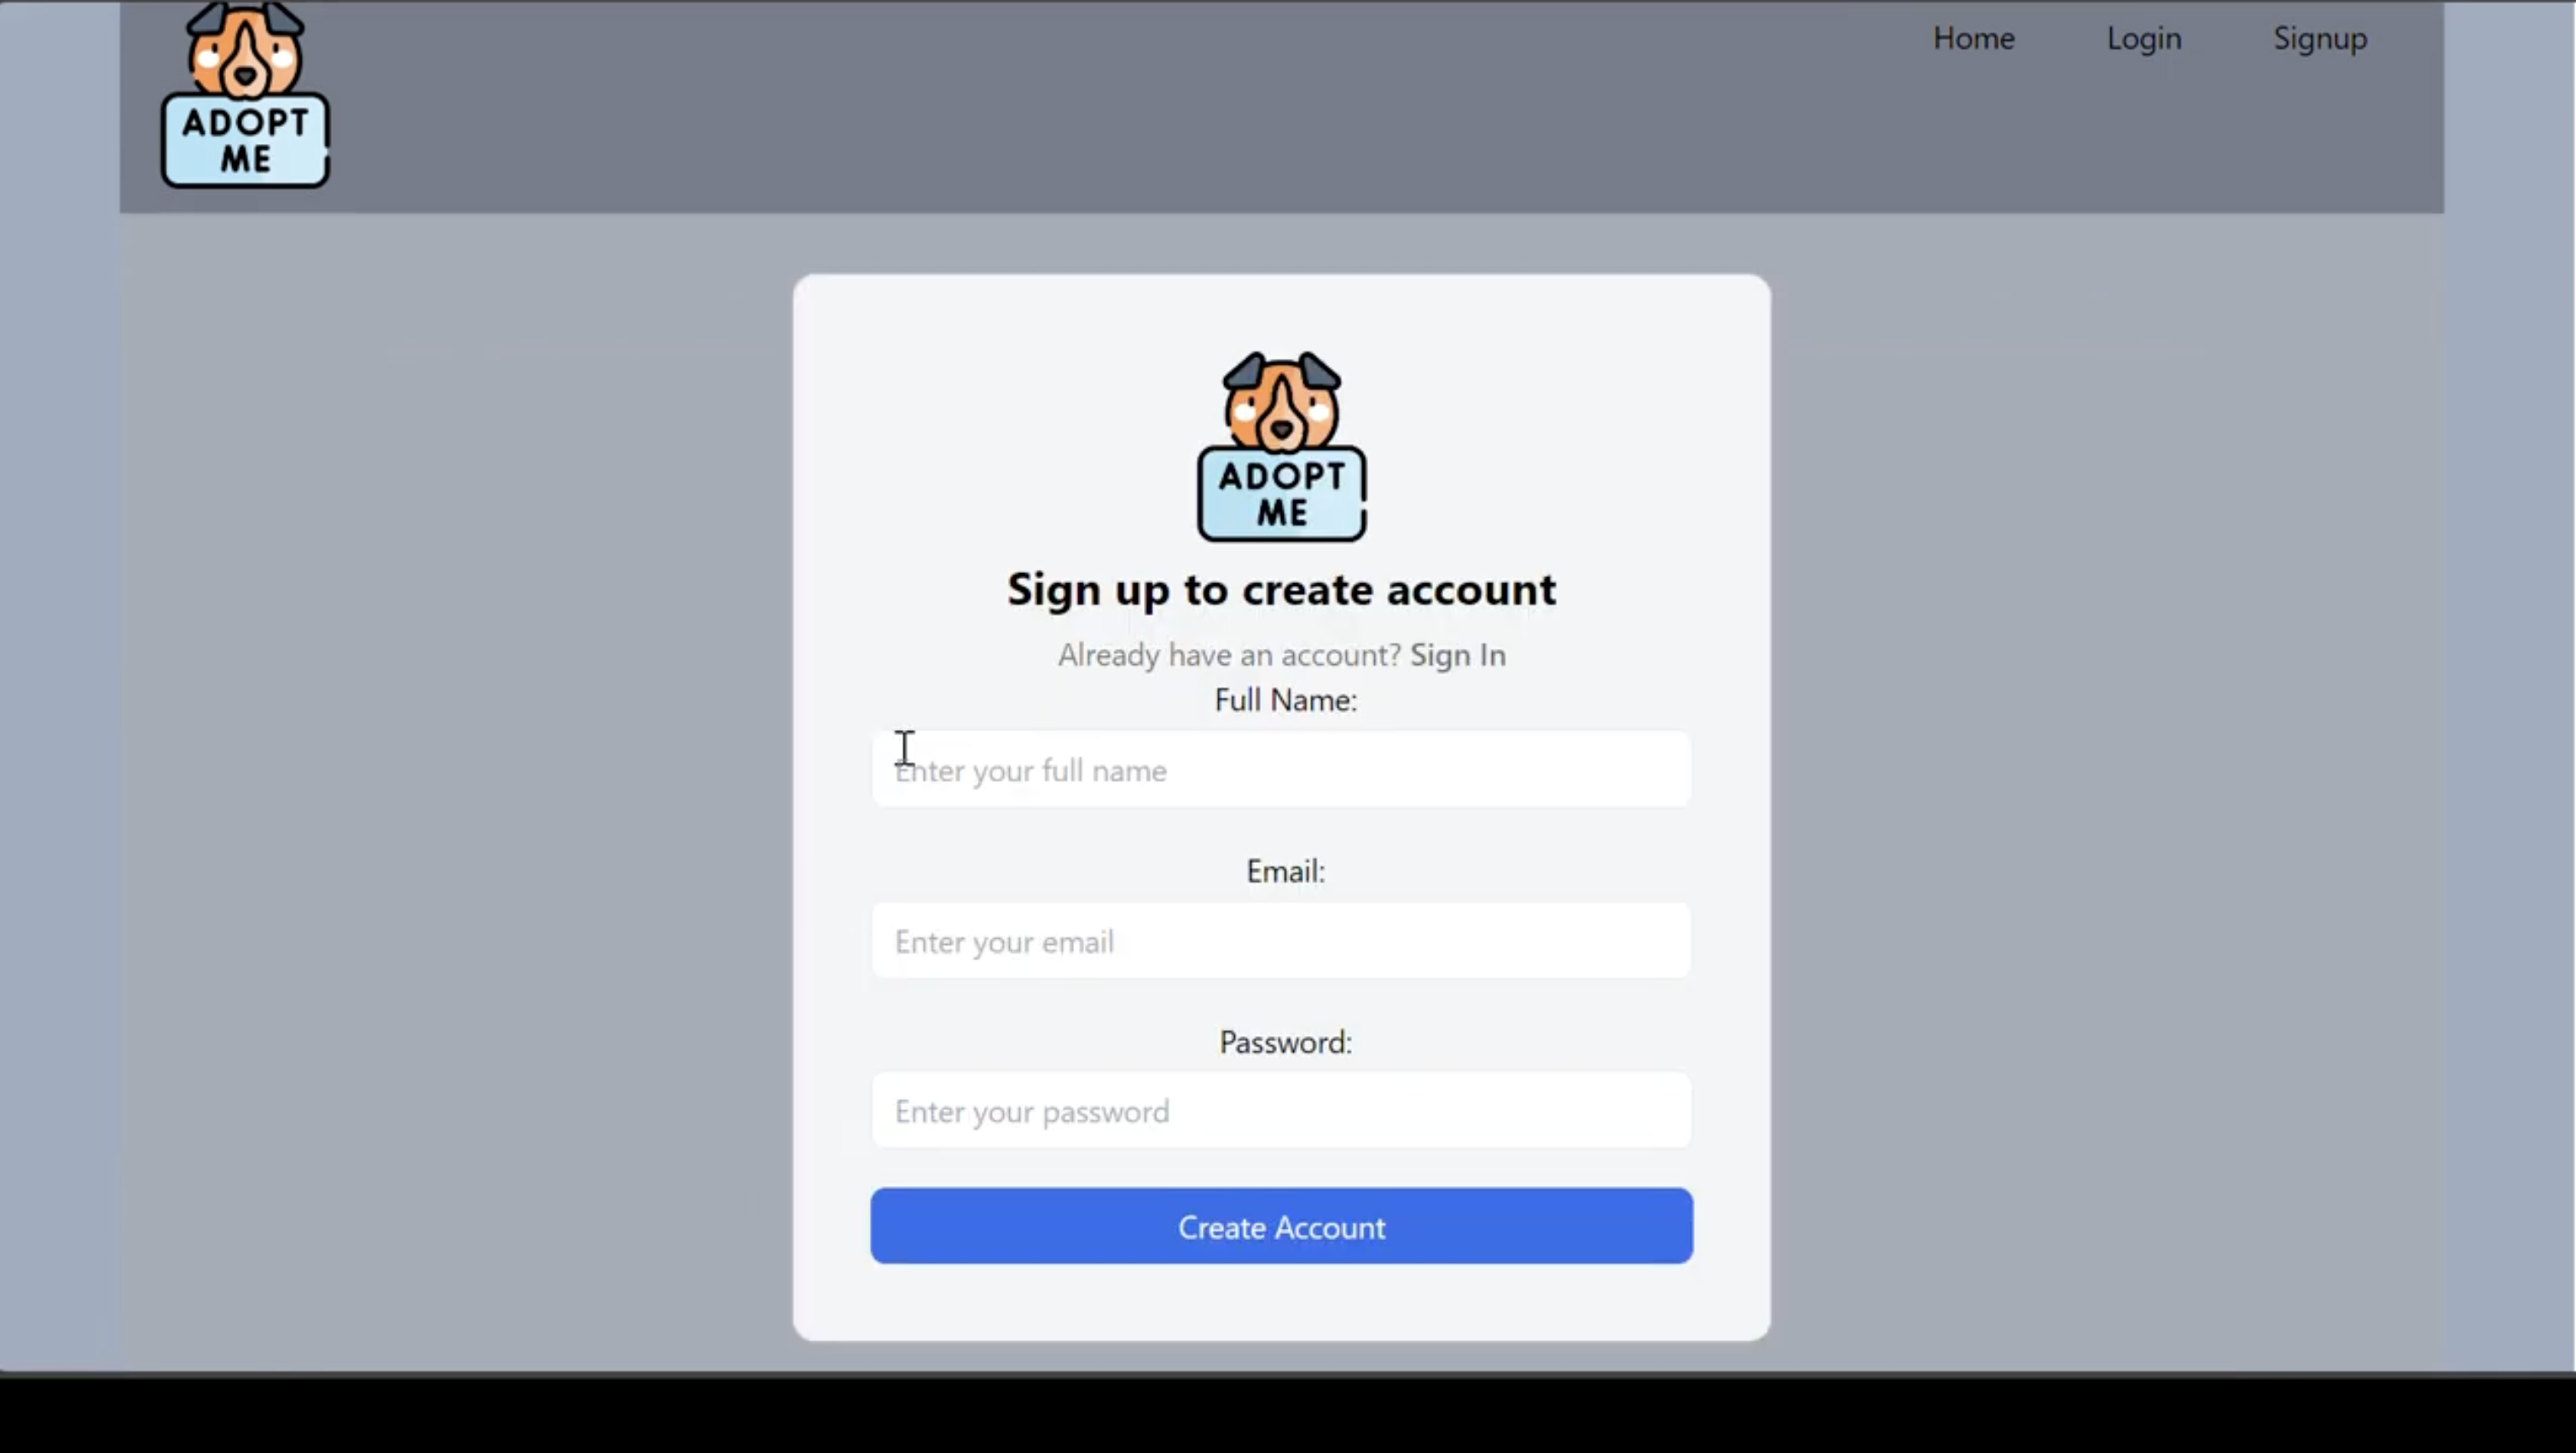 ADOPT
ME
Home Login Signup
ADOPT
ME
Sign up to create account
Already have an account? Sign In
Full Name:
Enter your full name
Email:
Enter your email
Password:
Enter your password
Create Account